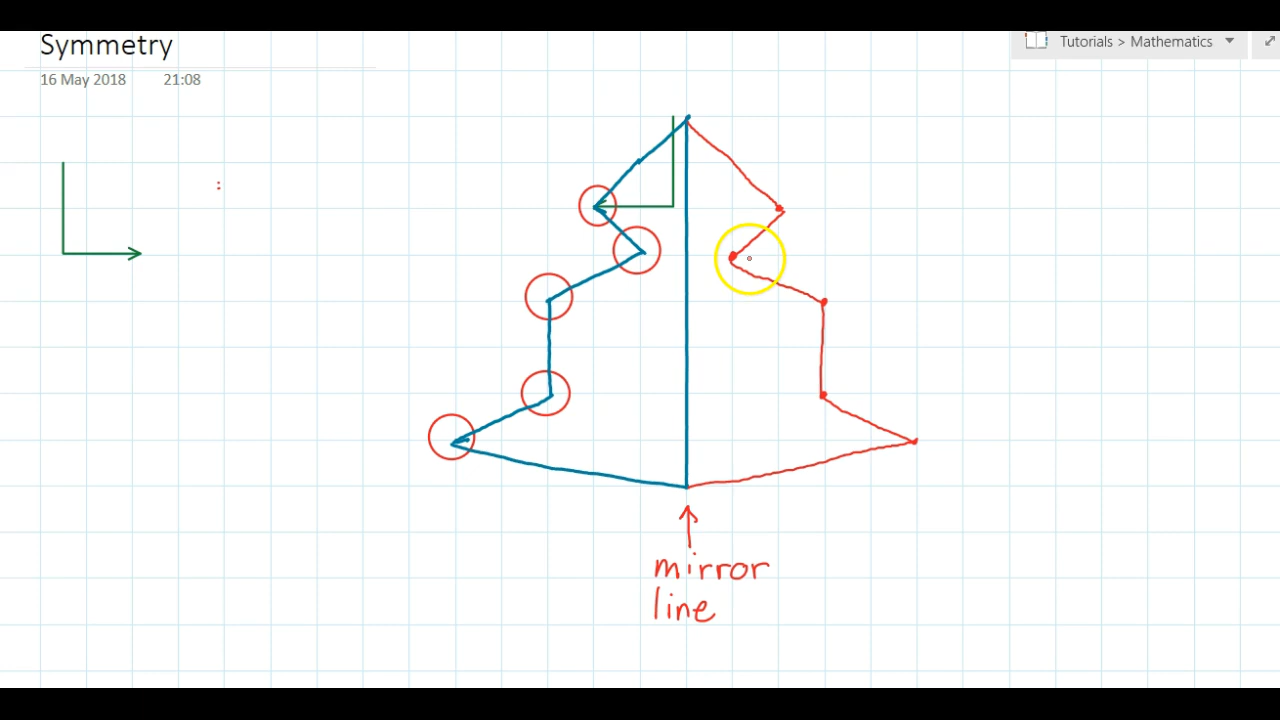 Symmetry
Tutorials > Mathematics
16 May 2018 21:08
mirror
line